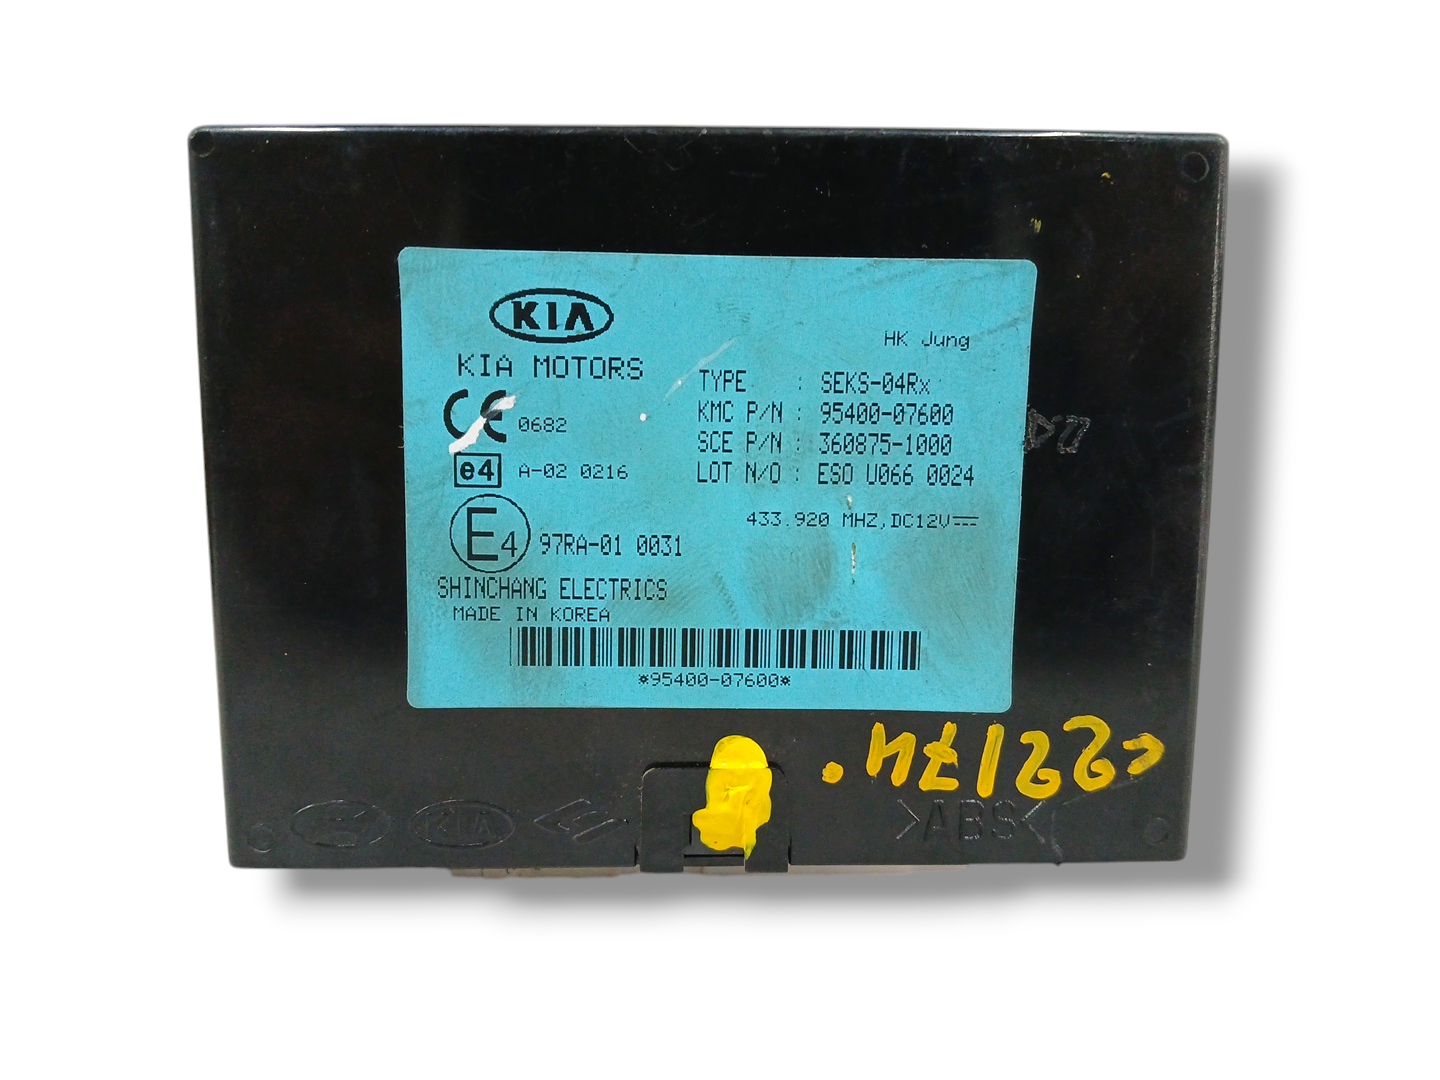 KIA
HK Jung
KIA MOTORS
TYPE : SEKS-04Rx
CE 0682
KMC P/N : 95400-07600
SCE P/N : 360875-1000
e4 A-02 0216
LOT N/O : ESO U066 0024
433.920 MHZ,DC12V
E4 97RA-01 0031
SHINCHANG ELECTRICS
MADE IN KOREA
*95400-07600*
KIA
>ABS<